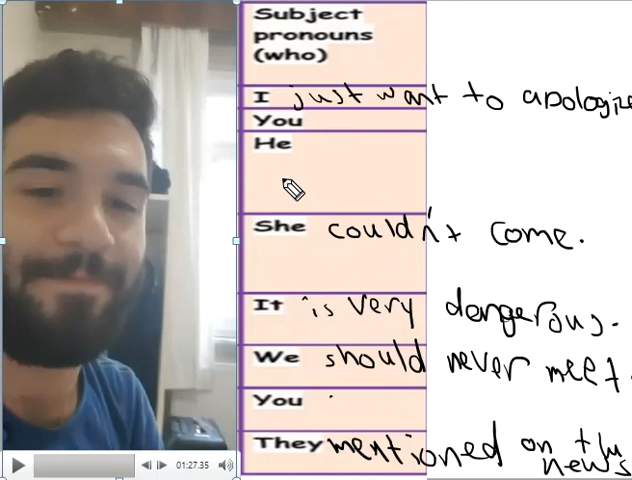 Subject
pronouns
(who)
I just want to apologize
You
He
She couldn't come.
It is very dangerous.
We should never meet.
You .
They mentioned on the
news
01:27.35